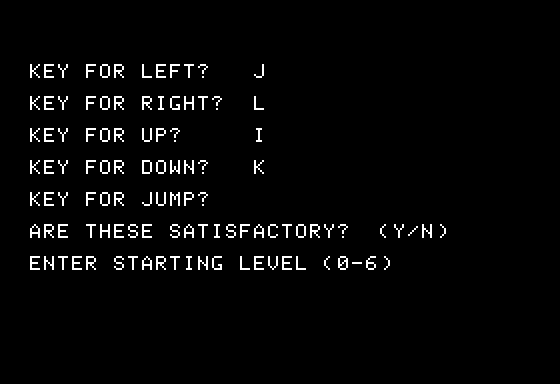 KEY FOR LEFT?   J
KEY FOR RIGHT?  L
KEY FOR UP?     I
KEY FOR DOWN?   K
KEY FOR JUMP?
ARE THESE SATISFACTORY?  (Y/N)
ENTER STARTING LEVEL (0-6)